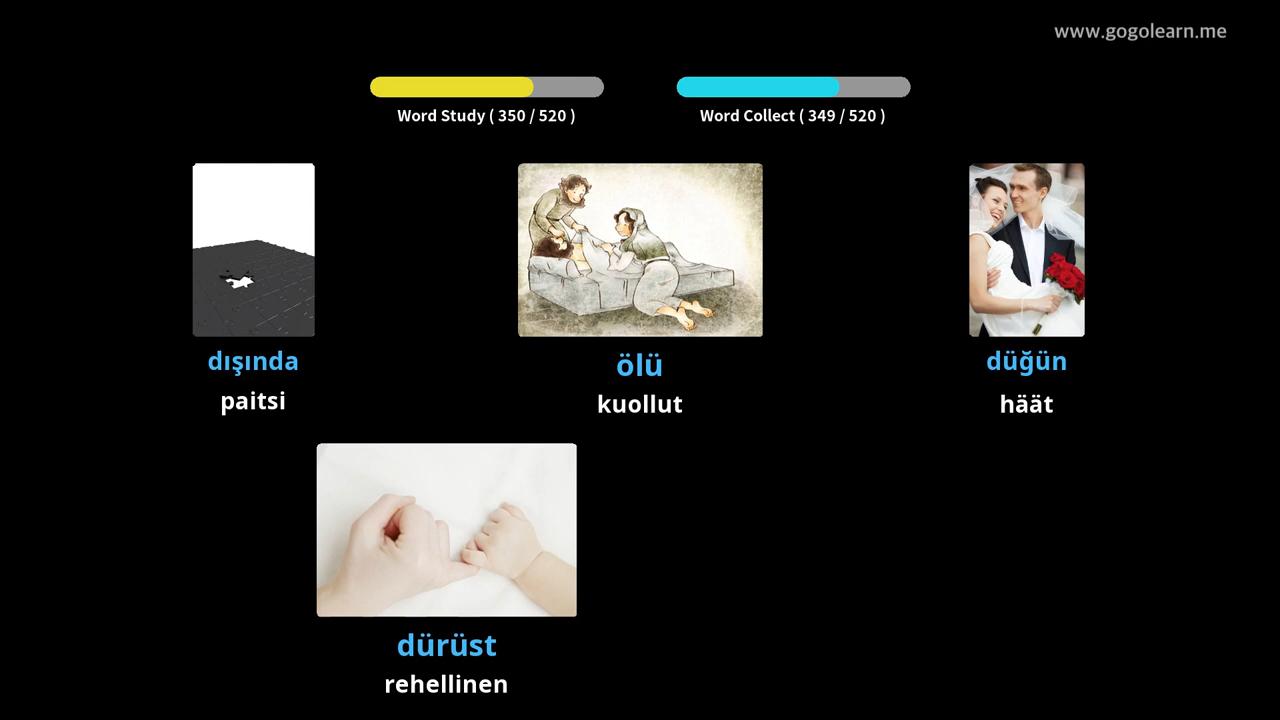 www.gogolearn.me
Word Study ( 350 / 520 )
Word Collect ( 349 / 520 )
dışında
paitsi
ölü
kuollut
düğün
häät
dürüst
rehellinen